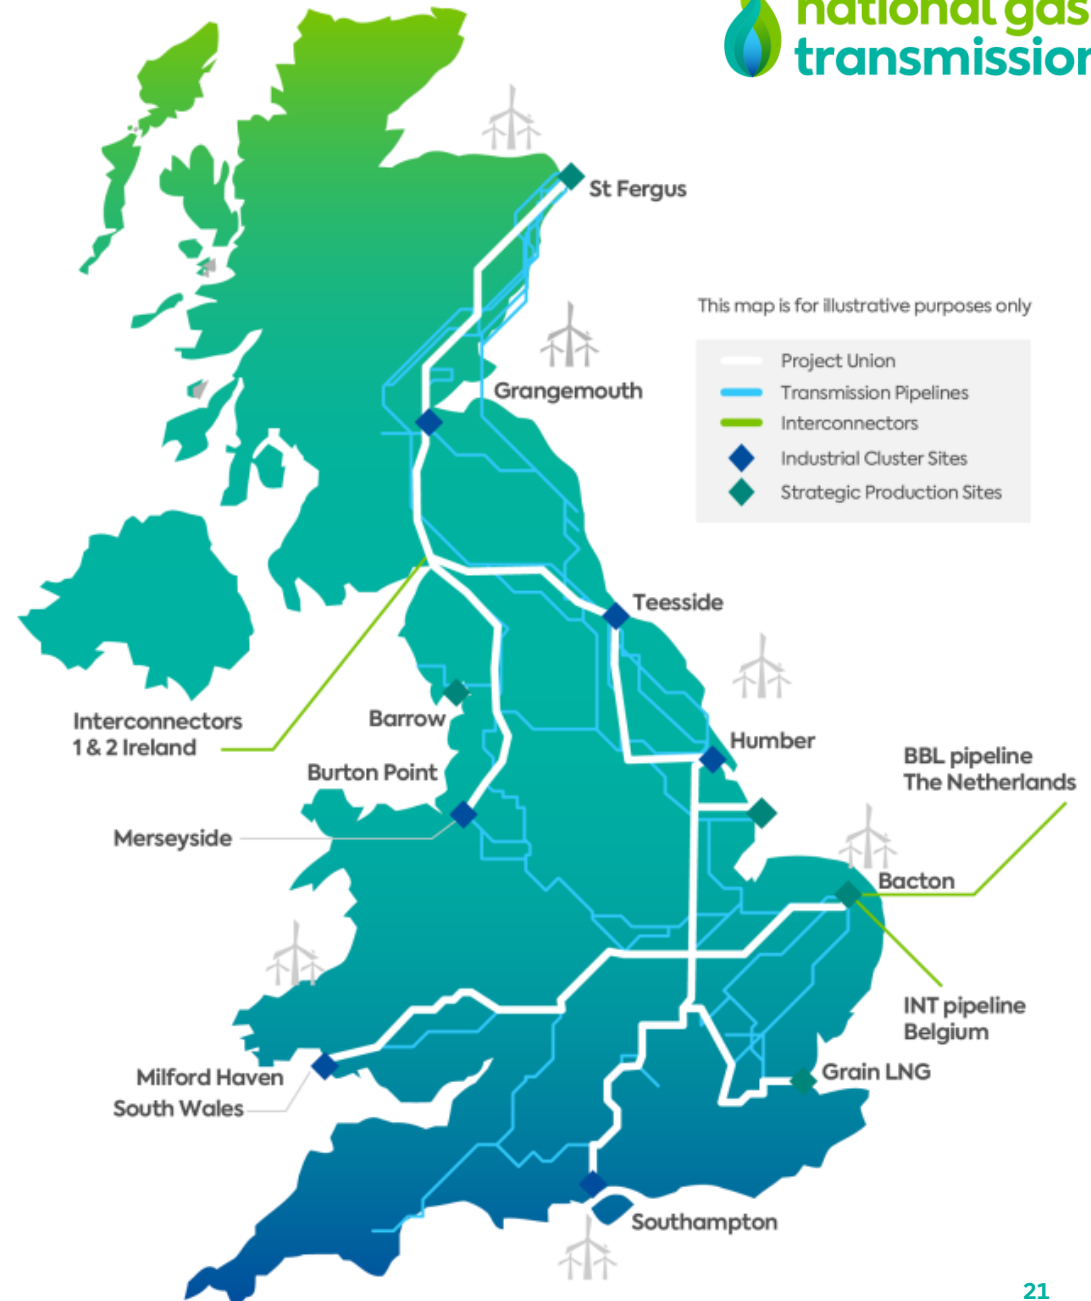 national gas
transmission
St Fergus
This map is for illustrative purposes only
Project Union
Transmission Pipelines
Interconnectors
Industrial Cluster Sites
Strategic Production Sites
Grangemouth
Teesside
Interconnectors
1 & 2 Ireland
Barrow
Humber
BBL pipeline
The Netherlands
Burton Point
Merseyside
Bacton
INT pipeline
Belgium
Milford Haven
South Wales
Grain LNG
Southampton
21